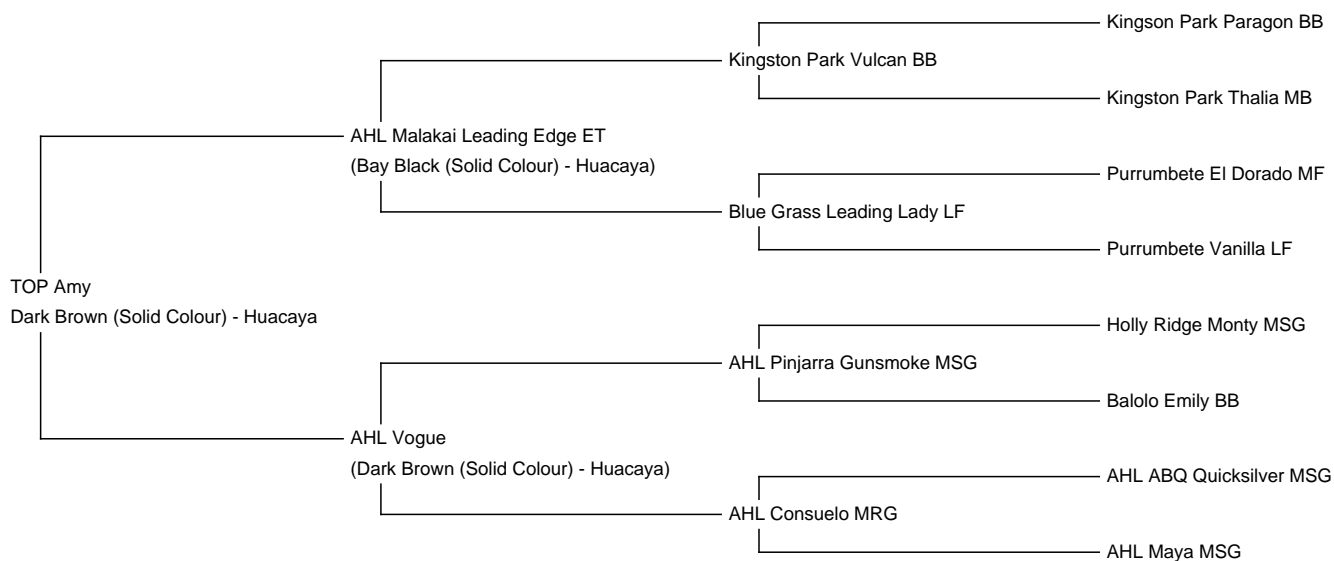 Kingson Park Paragon BB
Kingston Park Vulcan BB
Kingston Park Thalia MB
AHL Malakai Leading Edge ET
(Bay Black (Solid Colour) - Huacaya)
Purrumbete El Dorado MF
Blue Grass Leading Lady LF
Purrumbete Vanilla LF
TOP Amy
Dark Brown (Solid Colour) - Huacaya
Holly Ridge Monty MSG
AHL Pinjarra Gunsmoke MSG
Balolo Emily BB
AHL Vogue
(Dark Brown (Solid Colour) - Huacaya)
AHL ABQ Quicksilver MSG
AHL Consuelo MRG
AHL Maya MSG